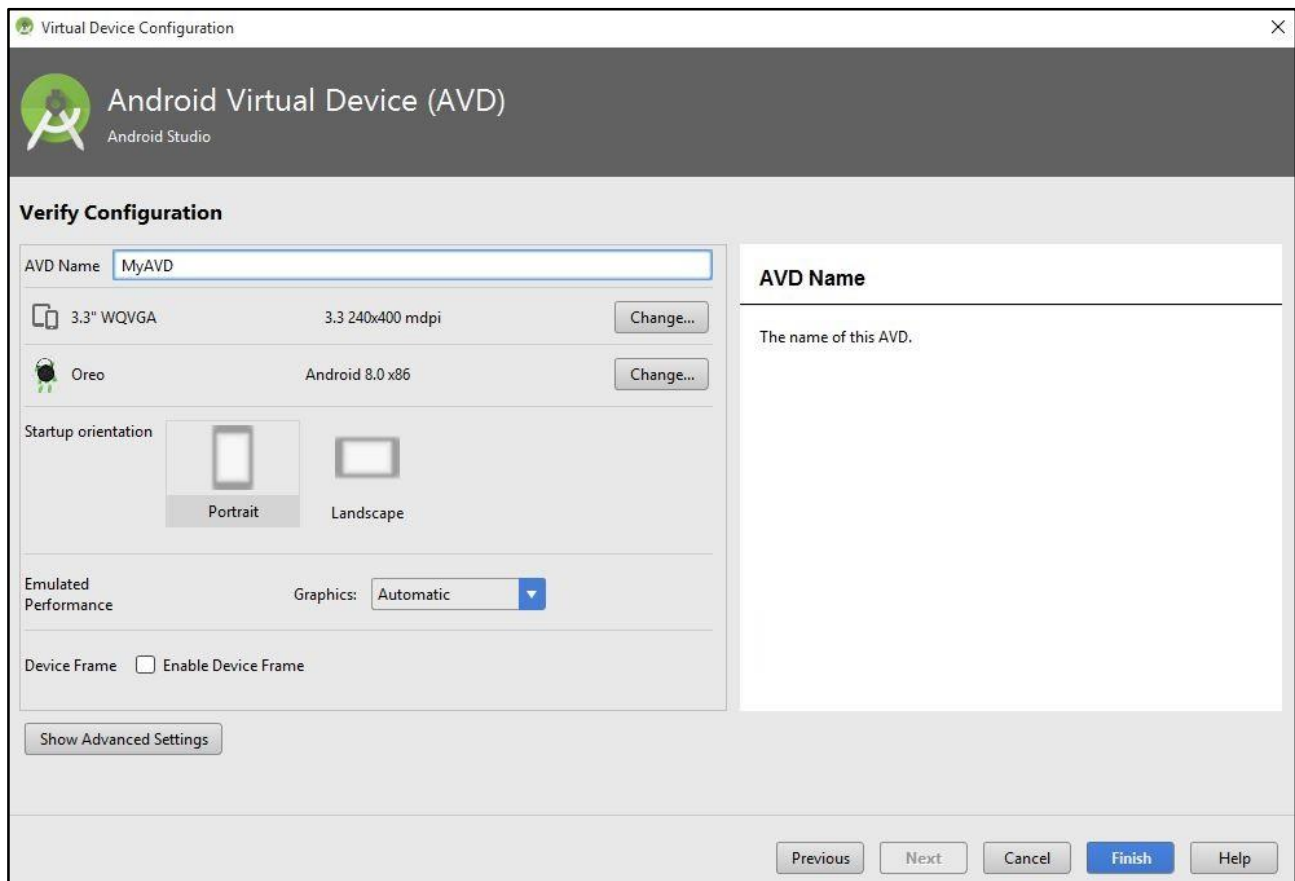 Virtual Device Configuration
Android Virtual Device (AVD)
Android Studio
Verify Configuration
AVD Name MyAVD
3.3" WQVGA 3.3 240x400 mdpi Change...
Oreo Android 8.0 x86 Change...
Startup orientation
Portrait Landscape
Emulated
Performance
Graphics: Automatic
Device Frame Enable Device Frame
Show Advanced Settings
AVD Name
The name of this AVD.
Previous Next Cancel Finish Help